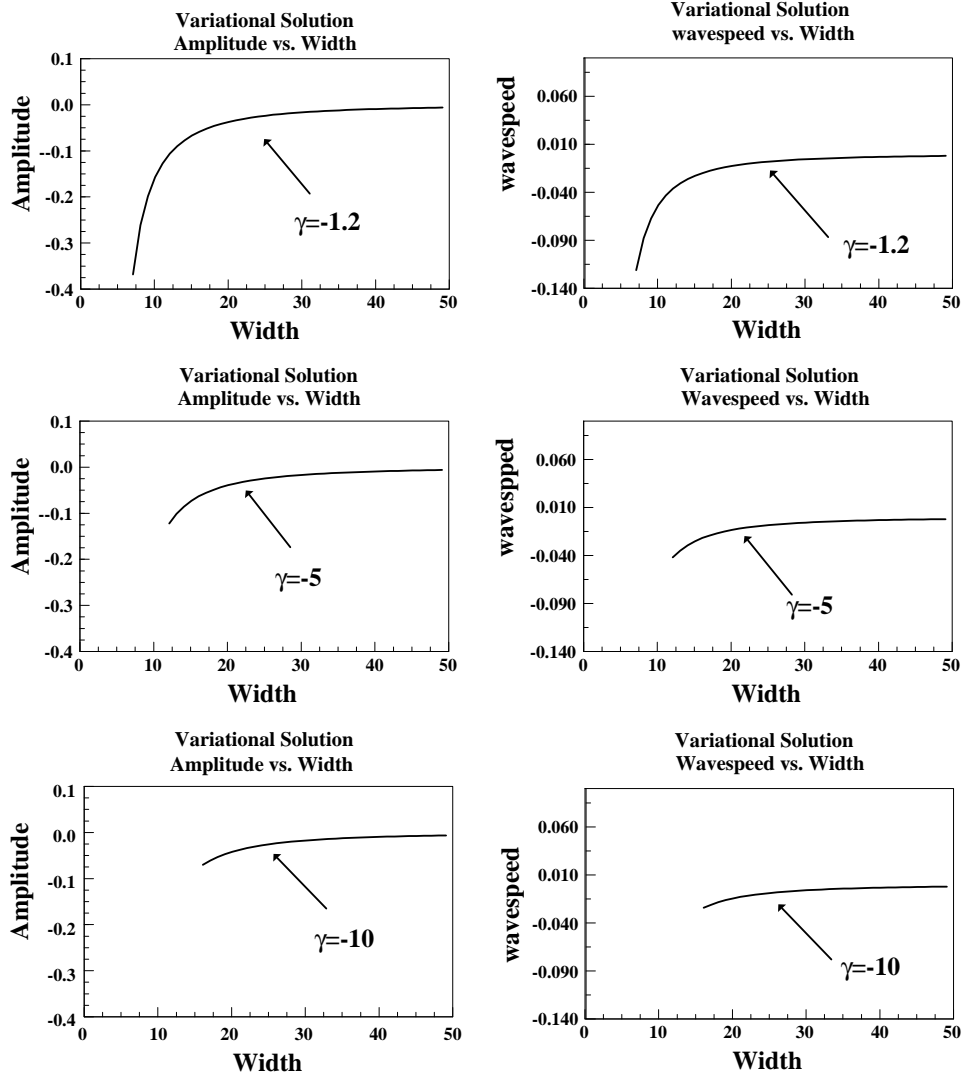 Variational Solution
Amplitude vs. Width
0.1
0.0
--0.1
-0.2
-0.3
-0.4
Amplitude
γ=-1.2
0 10 20 30 40 50
Width
Variational Solution
wavespeed vs. Width
0.060
0.010
-0.040
-0.090
-0.140
wavespeed
γ=-1.2
0 10 20 30 40 50
Width
Variational Solution
Amplitude vs. Width
0.1
0.0
--0.1
-0.2
-0.3
-0.4
Amplitude
γ=-5
0 10 20 30 40 50
Width
Variational Solution
Wavespeed vs. Width
0.060
0.010
-0.040
-0.090
-0.140
wavespped
γ=-5
0 10 20 30 40 50
Width
Variational Solution
Amplitude vs. Width
0.1
0.0
-0.1
-0.2
-0.3
-0.4
Amplitude
γ=-10
0 10 20 30 40 50
Width
Variational Solution
Wavespeed vs. Width
0.060
0.010
-0.040
-0.090
-0.140
wavespeed
γ=-10
0 10 20 30 40 50
Width